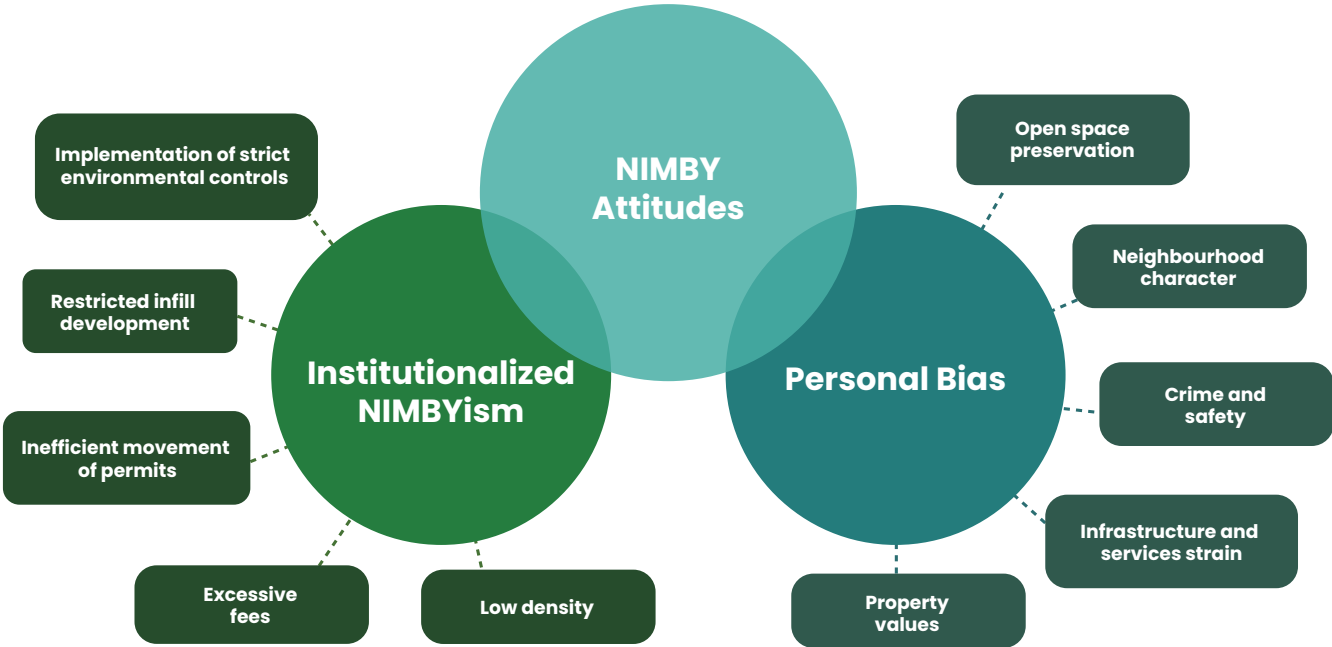 NIMBY
Attitudes
Institutionalized
NIMBYism
Implementation of strict
environmental controls
Restricted infill
development
Inefficient movement
of permits
Excessive
fees
Low density
Personal Bias
Open space
preservation
Neighbourhood
character
Crime and
safety
Infrastructure and
services strain
Property
values